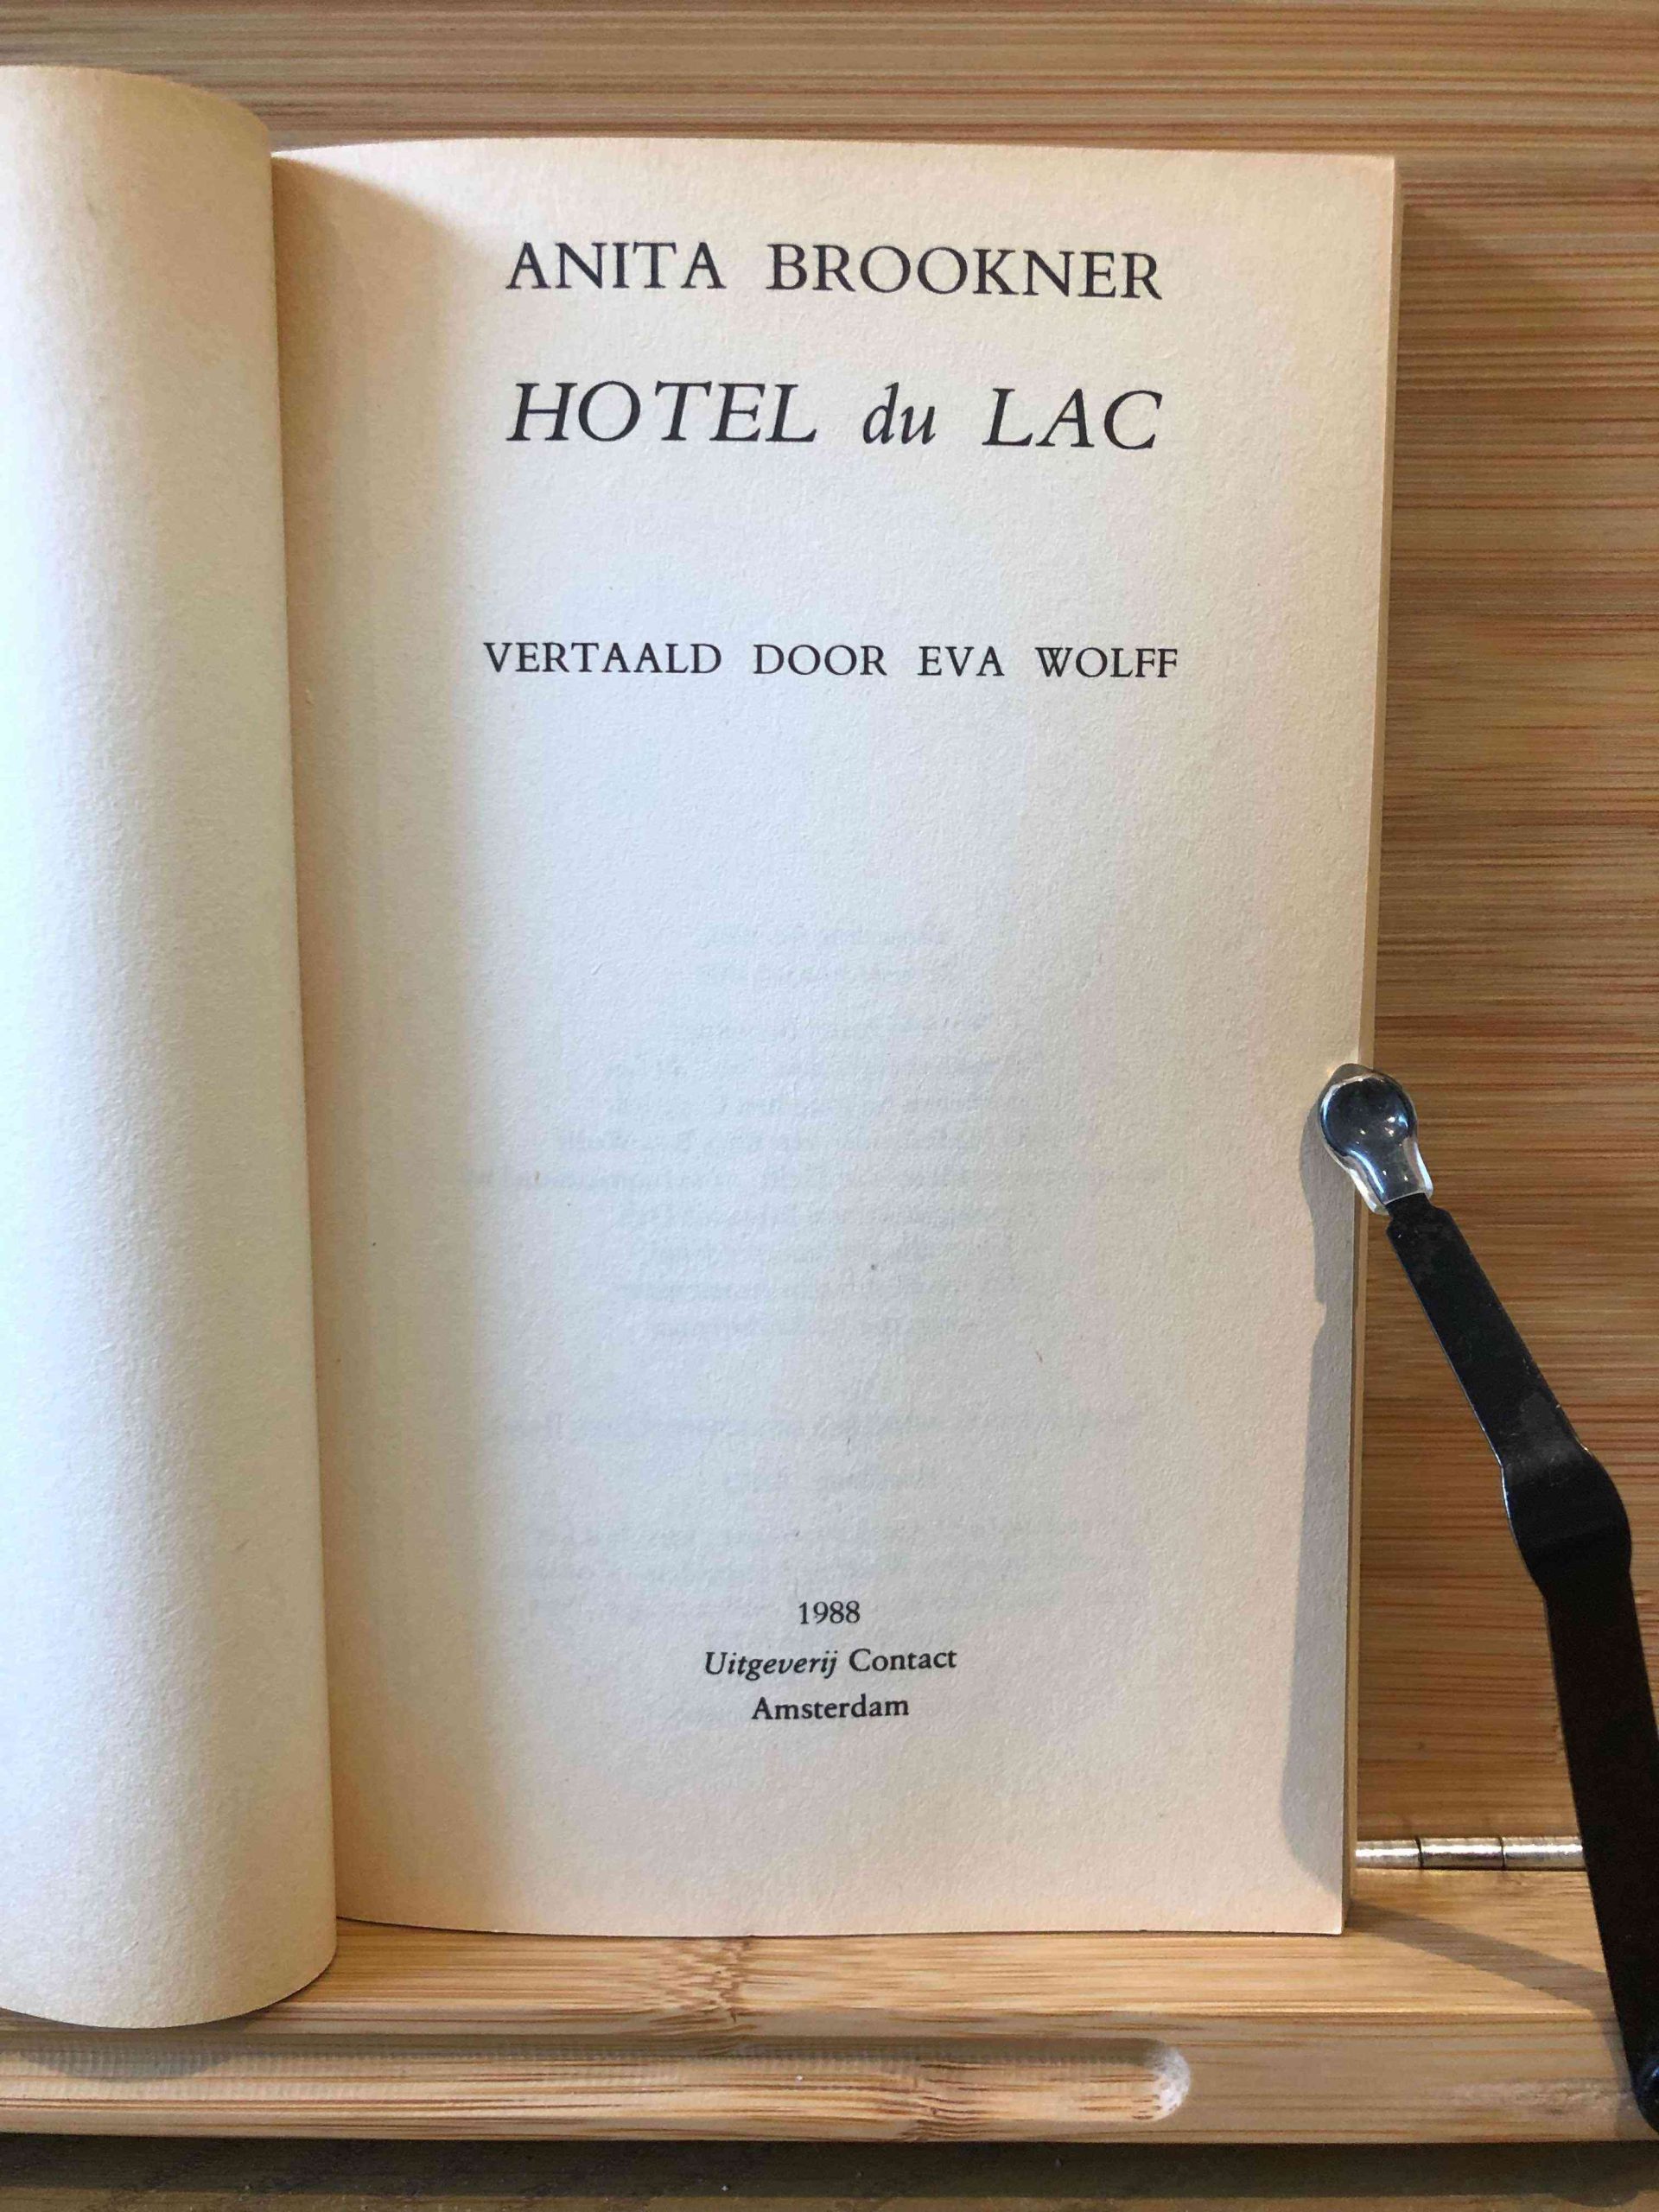 ANITA BROOKNER
HOTEL du LAC
VERTAALD DOOR EVA WOLFF
1988
Uitgeverij Contact
Amsterdam